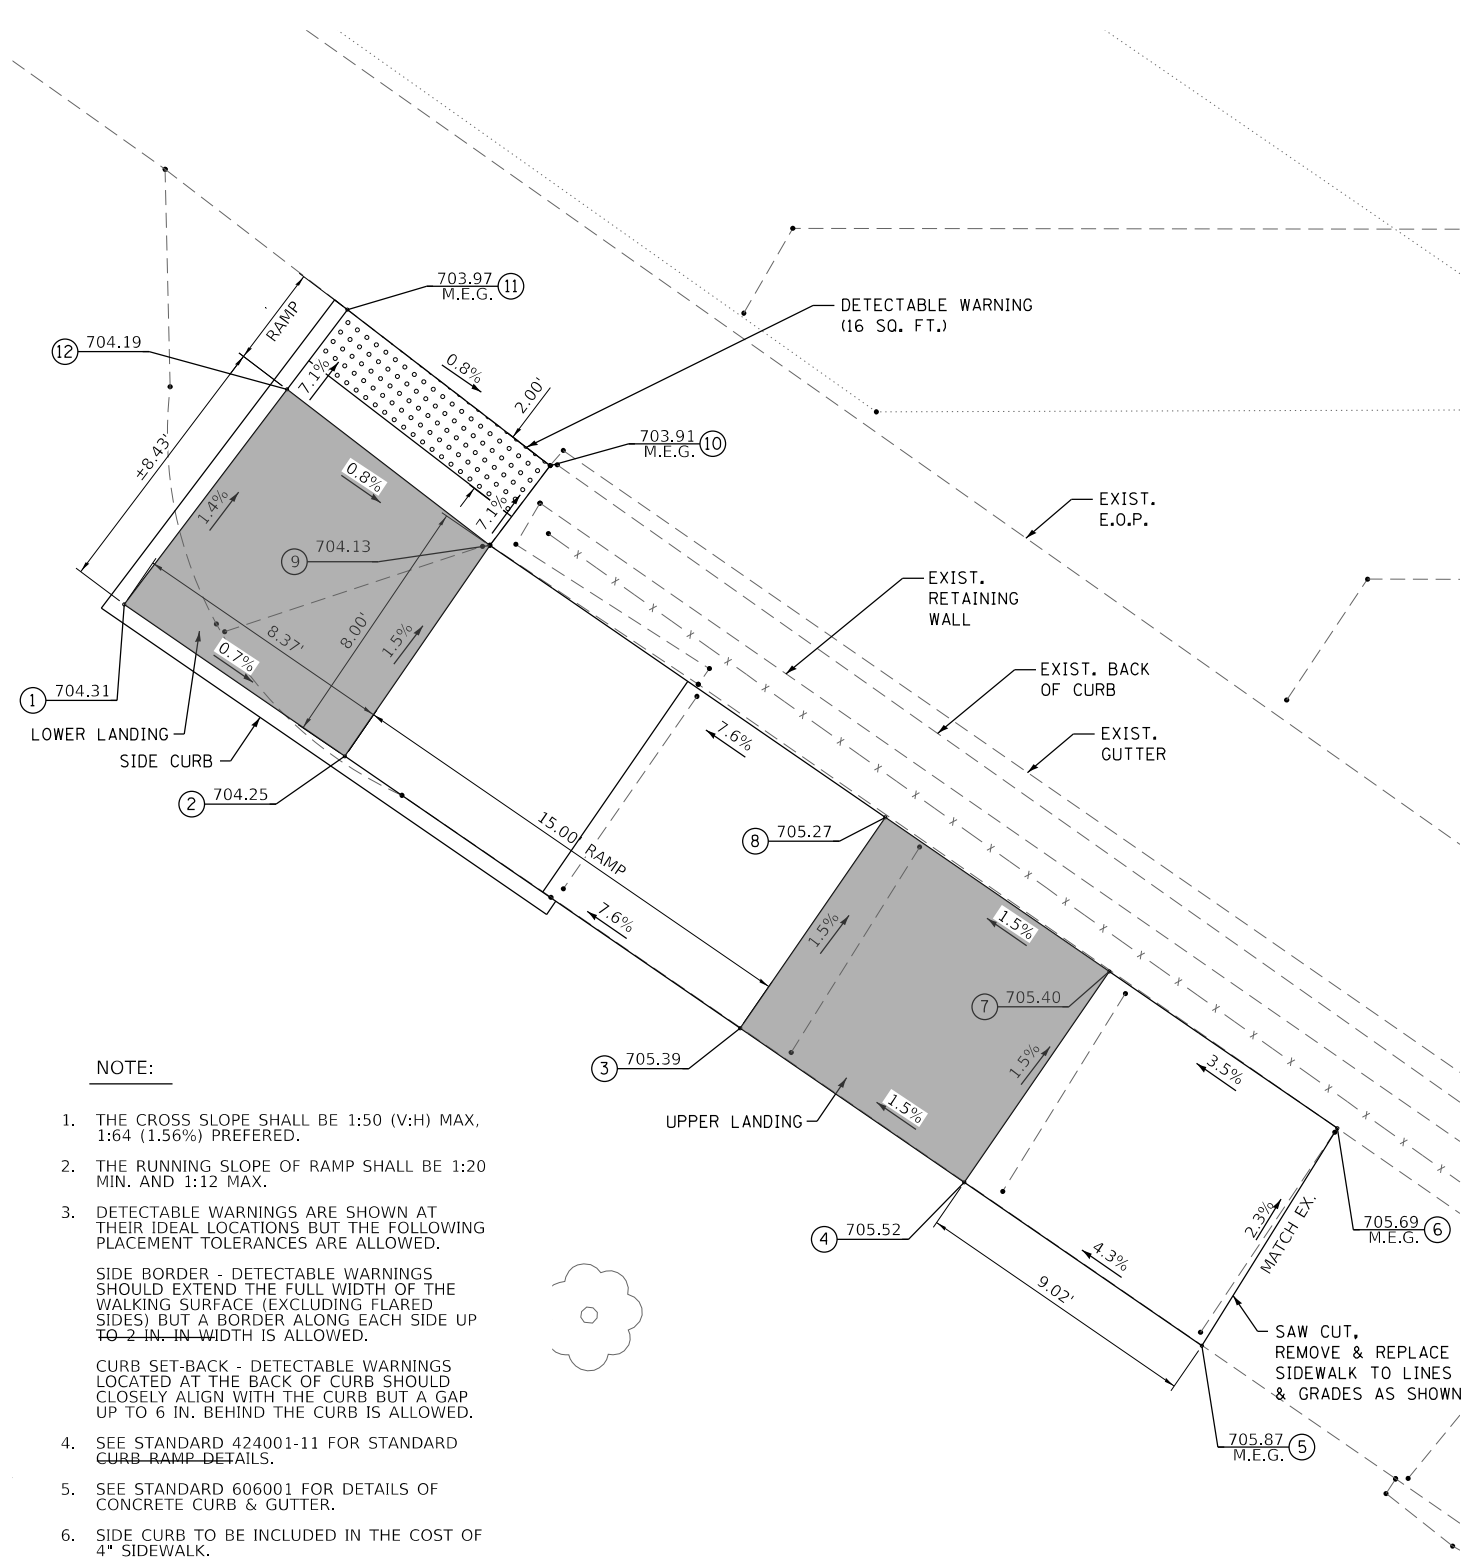 703.97
M.E.G.
11
DETECTABLE WARNING
(16 SQ. FT.)
RAMP
12
704.19
0.8%
7.1%
2.00'
703.91
M.E.G.
10
±8.43'
0.8%
1.4%
7.1%
EXIST.
E.O.P.
9
704.13
EXIST.
RETAINING
WALL
8.37'
8.00'
1.5%
0.7%
EXIST. BACK
OF CURB
1
704.31
LOWER LANDING
SIDE CURB
EXIST.
GUTTER
7.6%
2
704.25
15.00' RAMP
8
705.27
7.6%
1.5%
1.5%
7
705.40
3
705.39
1.5%
3.5%
UPPER LANDING
1.5%
4
705.52
2.3%
MATCH EX.
705.69
M.E.G.
6
4.3%
9.02'
SAW CUT,
REMOVE & REPLACE
SIDEWALK TO LINES
& GRADES AS SHOWN
705.87
M.E.G.
5
NOTE:
1. THE CROSS SLOPE SHALL BE 1:50 (V:H) MAX,
1:64 (1.56%) PREFERED.
2. THE RUNNING SLOPE OF RAMP SHALL BE 1:20
MIN. AND 1:12 MAX.
3. DETECTABLE WARNINGS ARE SHOWN AT
THEIR IDEAL LOCATIONS BUT THE FOLLOWING
PLACEMENT TOLERANCES ARE ALLOWED.
SIDE BORDER - DETECTABLE WARNINGS
SHOULD EXTEND THE FULL WIDTH OF THE
WALKING SURFACE (EXCLUDING FLARED
SIDES) BUT A BORDER ALONG EACH SIDE UP
TO 2 IN. IN WIDTH IS ALLOWED.
CURB SET-BACK - DETECTABLE WARNINGS
LOCATED AT THE BACK OF CURB SHOULD
CLOSELY ALIGN WITH THE CURB BUT A GAP
UP TO 6 IN. BEHIND THE CURB IS ALLOWED.
4. SEE STANDARD 424001-11 FOR STANDARD
CURB RAMP DETAILS.
5. SEE STANDARD 606001 FOR DETAILS OF
CONCRETE CURB & GUTTER.
6. SIDE CURB TO BE INCLUDED IN THE COST OF
4" SIDEWALK.